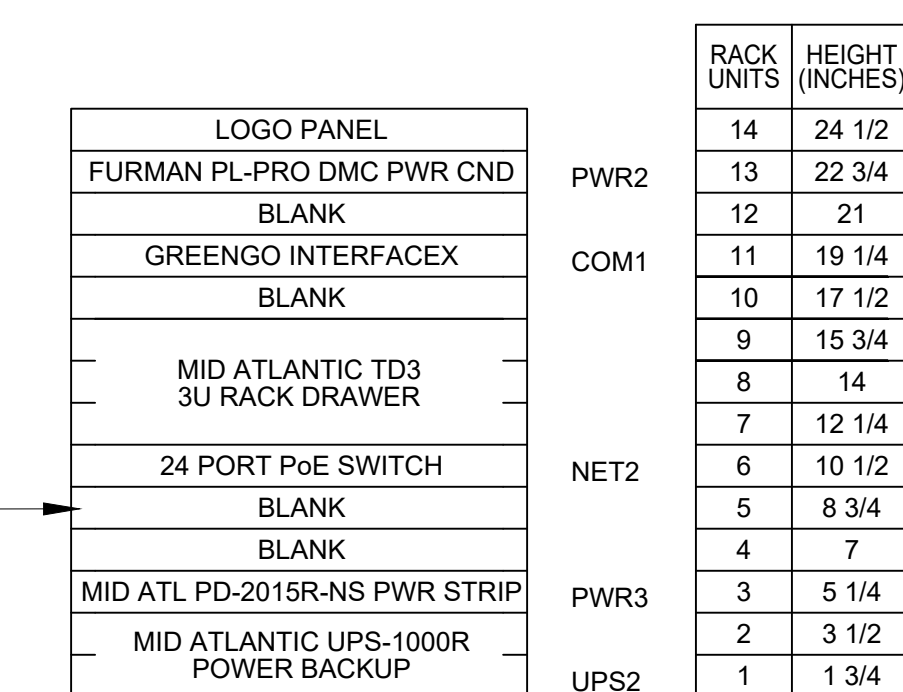 RACK UNITS HEIGHT (INCHES)
LOGO PANEL 14 24 1/2
FURMAN PL-PRO DMC PWR CND PWR2 13 22 3/4
BLANK 12 21
GREENGO INTERFACEX COM1 11 19 1/4
BLANK 10 17 1/2
9 15 3/4
MID ATLANTIC TD3 8 14
3U RACK DRAWER
7 12 1/4
24 PORT PoE SWITCH NET2 6 10 1/2
BLANK 5 8 3/4
BLANK 4 7
MID ATL PD-2015R-NS PWR STRIP PWR3 3 5 1/4
MID ATLANTIC UPS-1000R 2 3 1/2
POWER BACKUP UPS2 1 1 3/4